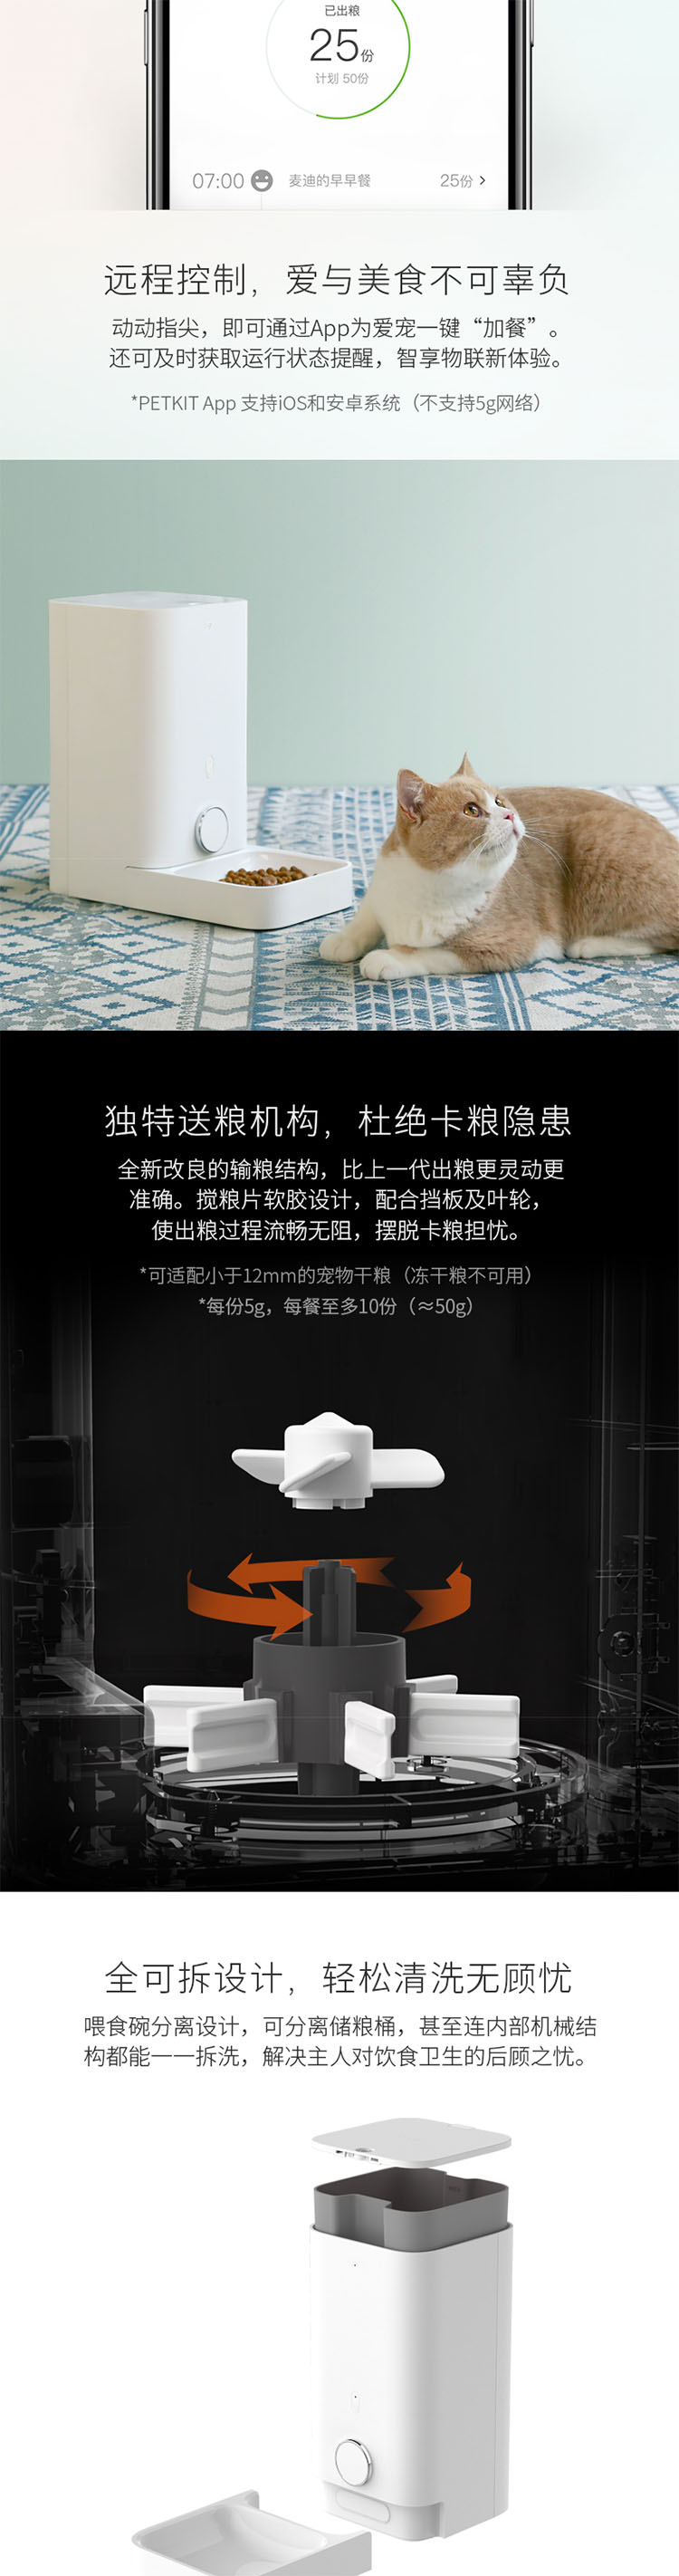 已出粮
25份
计划 50份
07:00 麦迪的早早餐 25份
远程控制，爱与美食不可辜负
动动指尖，即可通过App为爱宠一键“加餐”。
还可及时获取运行状态提醒，智享物联新体验。
*PETKIT App 支持iOS和安卓系统（不支持5g网络）
独特送粮机构，杜绝卡粮隐患
全新改良的输粮结构，比上一代出粮更灵动更
准确。搅粮片软胶设计，配合挡板及叶轮，
使出粮过程流畅无阻，摆脱卡粮担忧。
*可适配小于12mm的宠物干粮（冻干粮不可用）
*每份5g，每餐至多10份（≈50g）
全可拆设计，轻松清洗无顾忧
喂食碗分离设计，可分离储粮桶，甚至连内部机械结
构都能一一拆洗，解决主人对饮食卫生的后顾之忧。